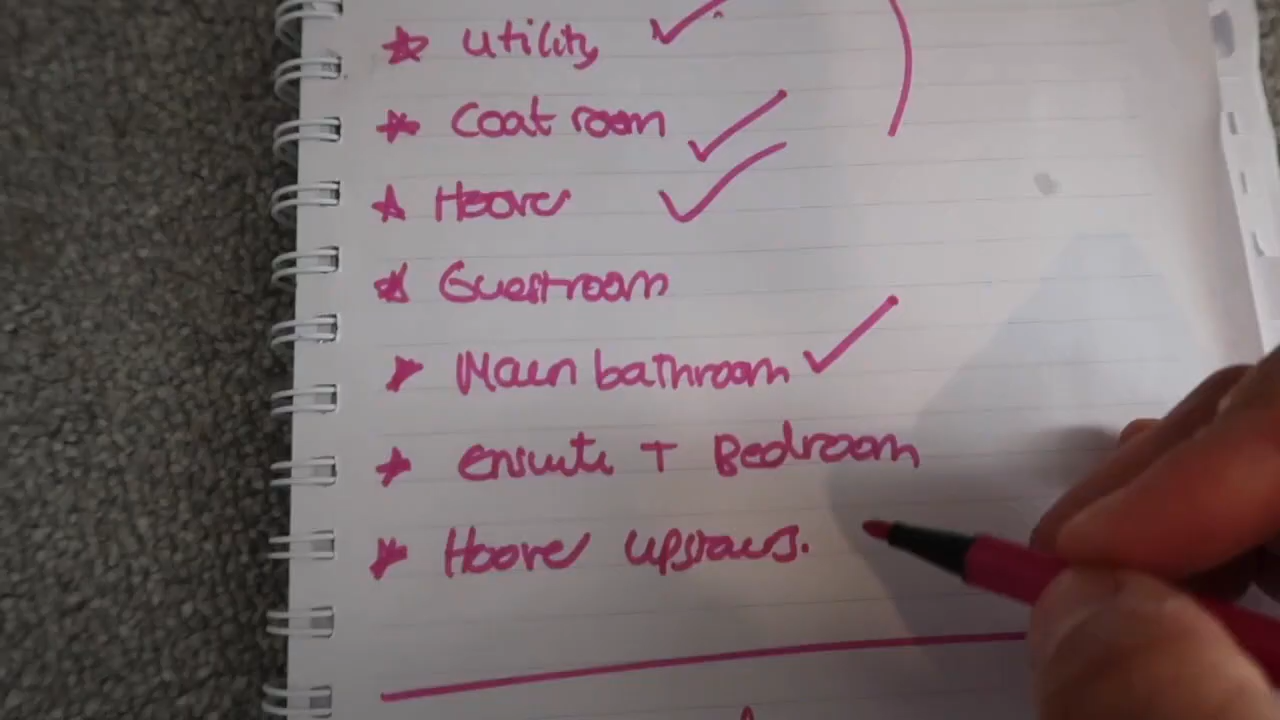 utility
Coat room
Hoover
Guestroom
Main bathroom
ensuite + Bedroom
Hoover upstairs.